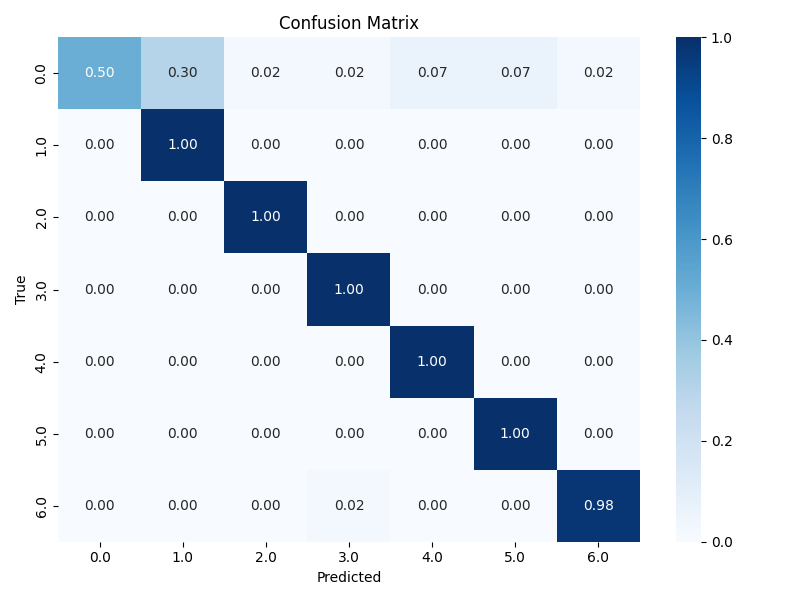 Confusion Matrix
0.0 0.50 0.30 0.02 0.02 0.07 0.07 0.02
1.0 0.00 1.00 0.00 0.00 0.00 0.00 0.00
2.0 0.00 0.00 1.00 0.00 0.00 0.00 0.00
3.0 0.00 0.00 0.00 1.00 0.00 0.00 0.00
4.0 0.00 0.00 0.00 0.00 1.00 0.00 0.00
5.0 0.00 0.00 0.00 0.00 0.00 1.00 0.00
6.0 0.00 0.00 0.00 0.02 0.00 0.00 0.98
0.0 1.0 2.0 3.0 4.0 5.0 6.0
Predicted
True
1.0
0.8
0.6
0.4
0.2
0.0